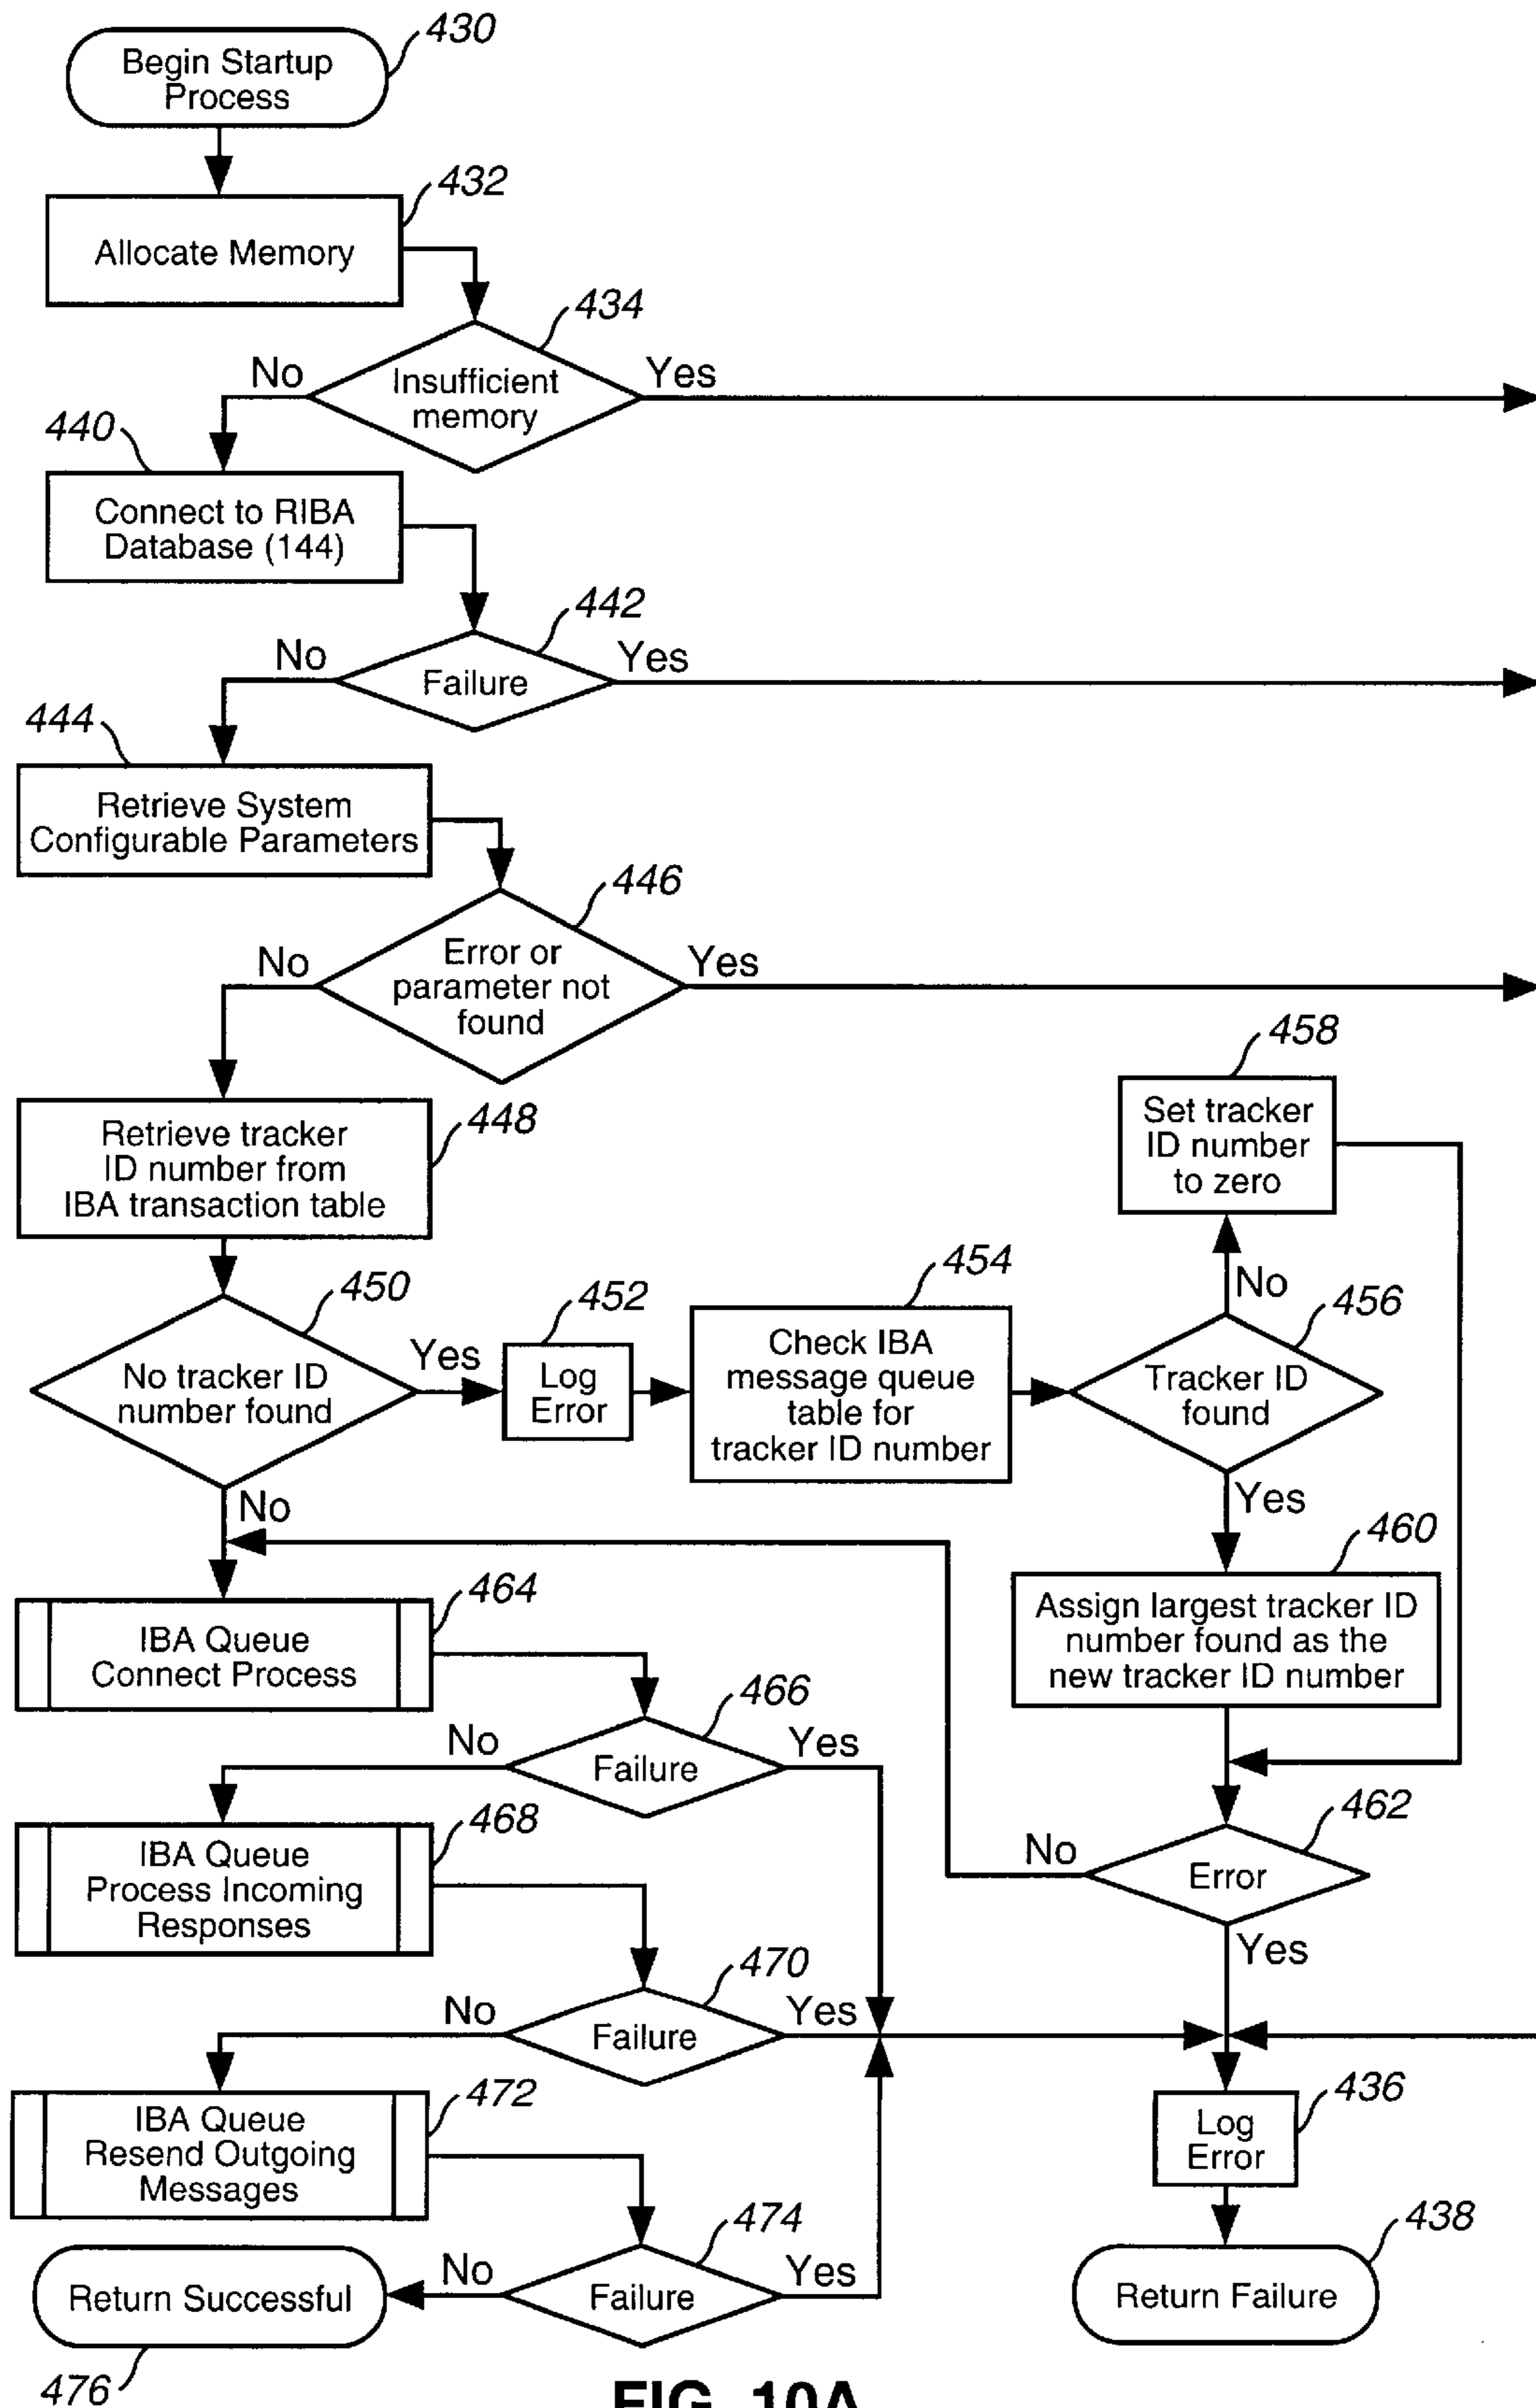 430
Begin Startup
Process
432
Allocate Memory
434
No
Insufficient
memory
Yes
440
Connect to RIBA
Database (144)
442
No
Failure
Yes
444
Retrieve System
Configurable Parameters
446
No
Error or
parameter not
found
Yes
448
Retrieve tracker
ID number from
IBA transaction table
458
Set tracker
ID number
to zero
450
No tracker ID
number found
Yes
452
Log
Error
454
Check IBA
message queue
table for
tracker ID number
No
456
Tracker ID
found
Yes
No
460
Assign largest tracker ID
number found as the
new tracker ID number
464
IBA Queue
Connect Process
466
No
Failure
Yes
462
No
Error
Yes
468
IBA Queue
Process Incoming
Responses
470
No
Failure
Yes
472
IBA Queue
Resend Outgoing
Messages
436
Log
Error
474
No
Failure
Yes
438
Return Failure
Return Successful
476
FIG. 10A